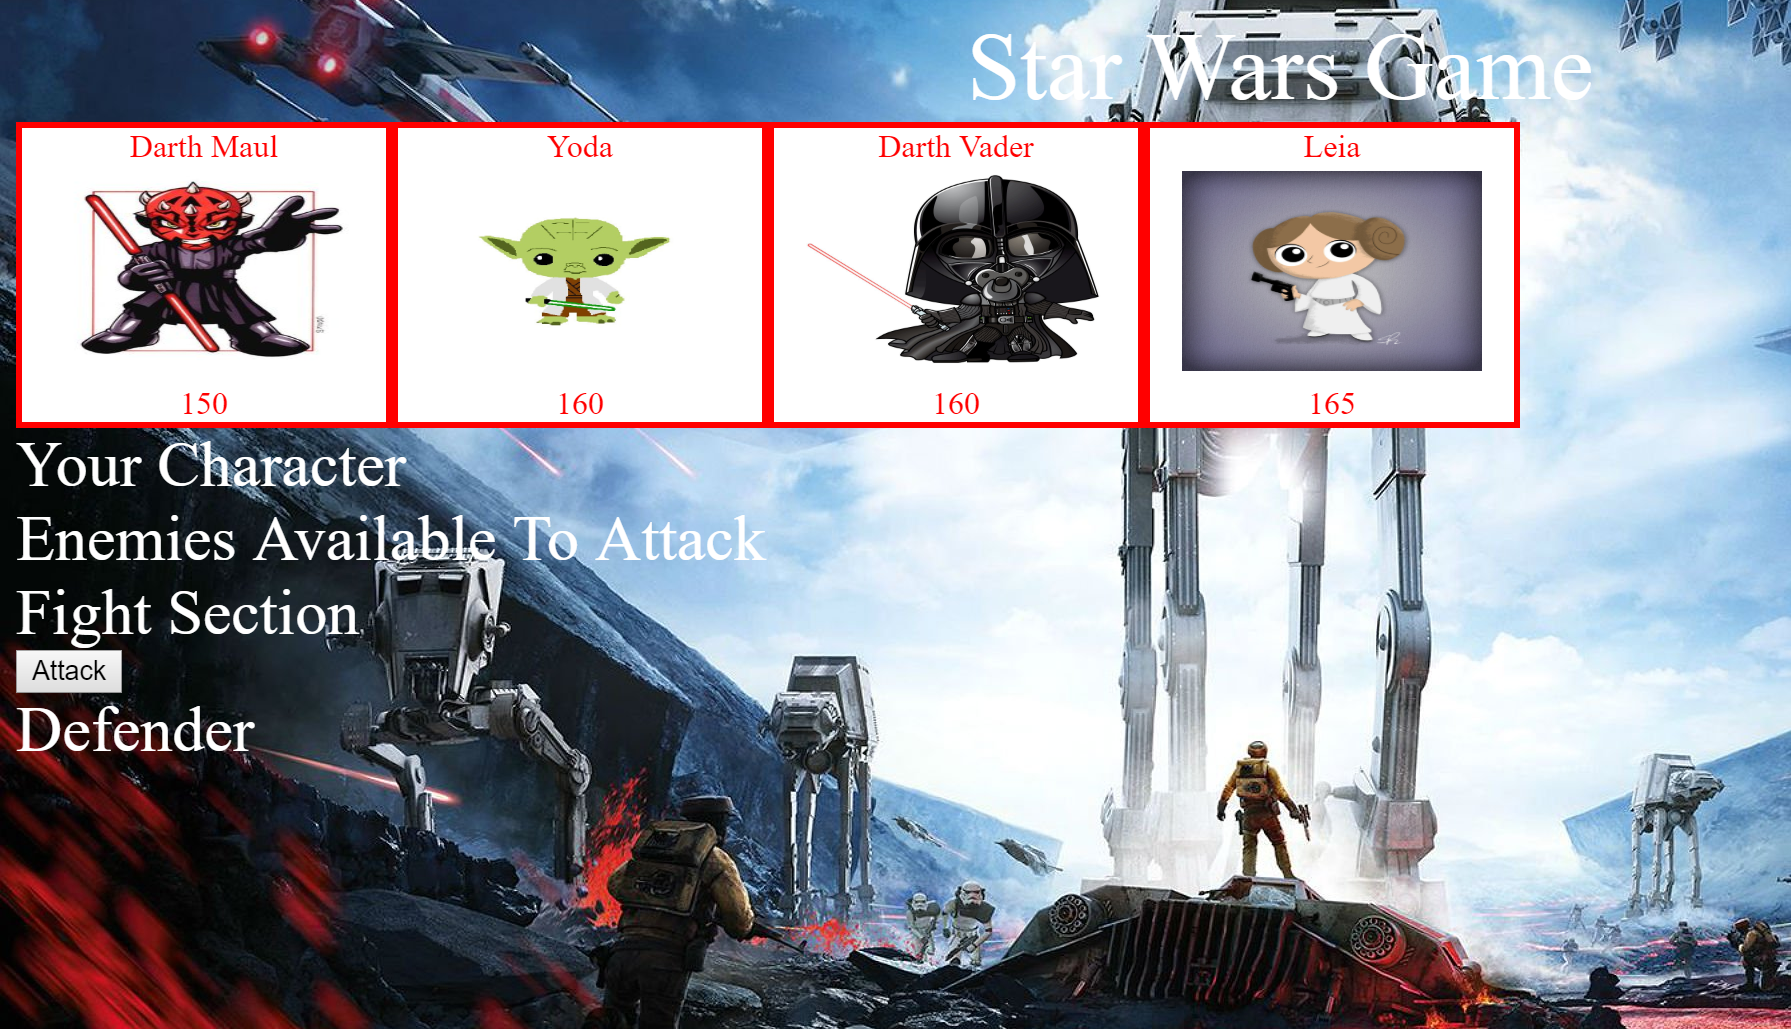 Star Wars Game
Darth Maul
Yoda
Darth Vader
Leia
150
160
160
165
Your Character
Enemies Available To Attack
Fight Section
Attack
Defender